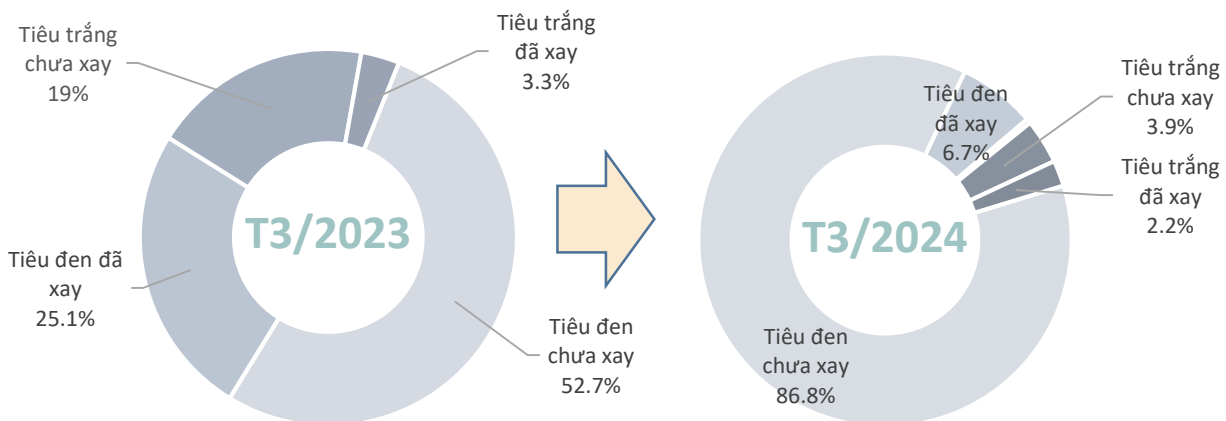 Tiêu trắng
chưa xay
19%
Tiêu trắng
đã xay
3.3%
T3/2023
Tiêu đen đã
xay
25.1%
Tiêu đen
chưa xay
52.7%
Tiêu đen
đã xay
6.7%
Tiêu trắng
chưa xay
3.9%
Tiêu trắng
đã xay
2.2%
T3/2024
Tiêu đen
chưa xay
86.8%